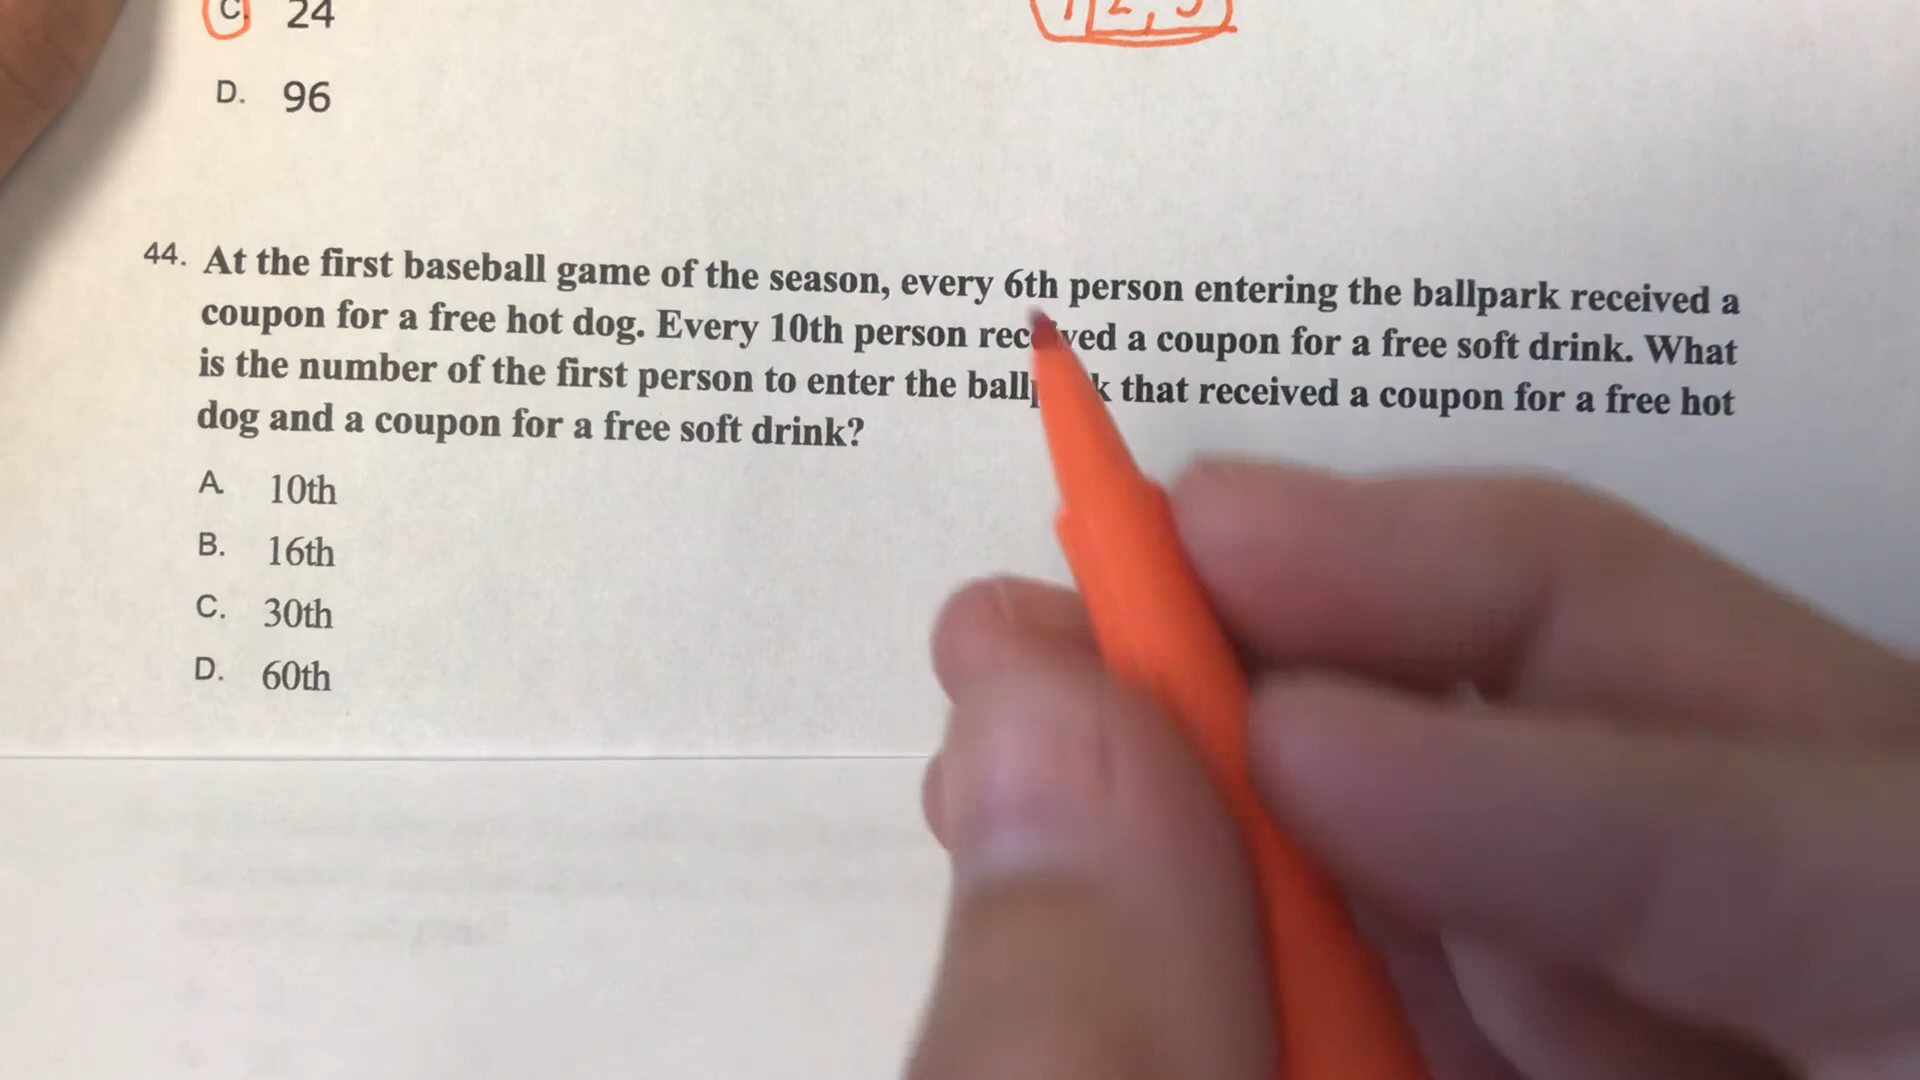 C. 24
D. 96
44. At the first baseball game of the season, every 6th person entering the ballpark received a
coupon for a free hot dog. Every 10th person received a coupon for a free soft drink. What
is the number of the first person to enter the ballpark that received a coupon for a free hot
dog and a coupon for a free soft drink?
A. 10th
B. 16th
C. 30th
D. 60th